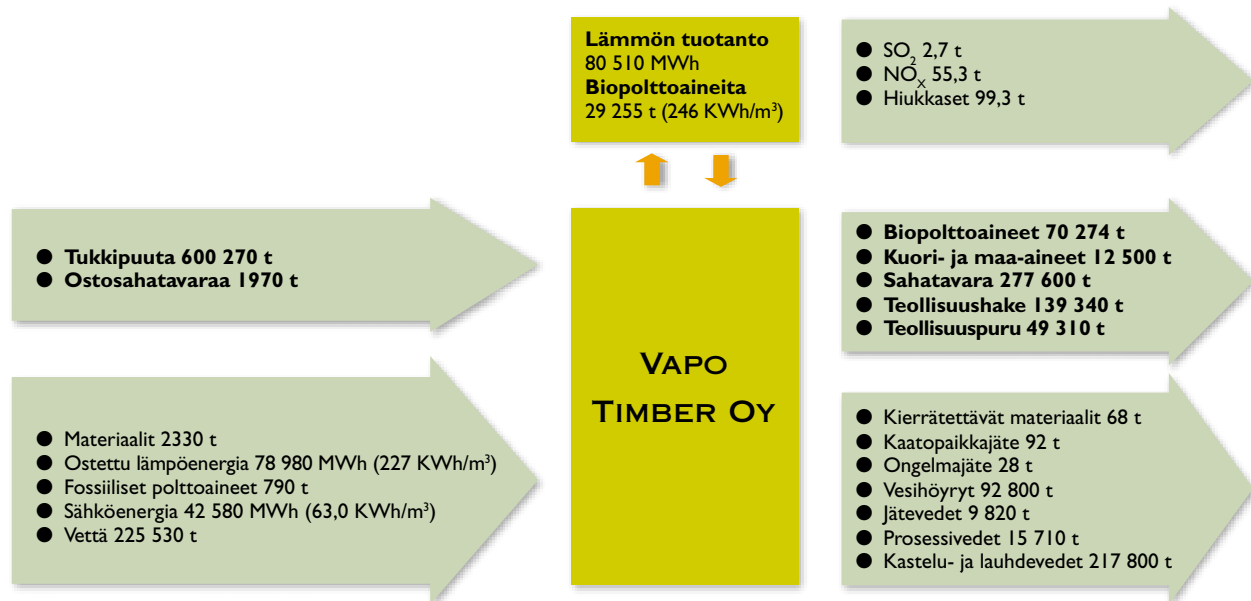 Lämmön tuotanto
80 510 MWh
Biopolttoaineita
29 255 t (246 KWh/m³)
● SO₂ 2,7 t
● NOₓ 55,3 t
● Hiukkaset 99,3 t
● Tukkipuuta 600 270 t
● Ostosahatavaraa 1970 t
● Biopolttoaineet 70 274 t
● Kuori- ja maa-aineet 12 500 t
● Sahatavara 277 600 t
● Teollisuushake 139 340 t
● Teollisuuspuru 49 310 t
VAPO
TIMBER OY
● Materiaalit 2330 t
● Ostettu lämpöenergia 78 980 MWh (227 KWh/m³)
● Fossiiliset polttoaineet 790 t
● Sähköenergia 42 580 MWh (63,0 KWh/m³)
● Vettä 225 530 t
● Kierrätettävät materiaalit 68 t
● Kaatopaikkajäte 92 t
● Ongelmajäte 28 t
● Vesihöyryt 92 800 t
● Jätevedet 9 820 t
● Prosessivedet 15 710 t
● Kastelu- ja lauhdevedet 217 800 t